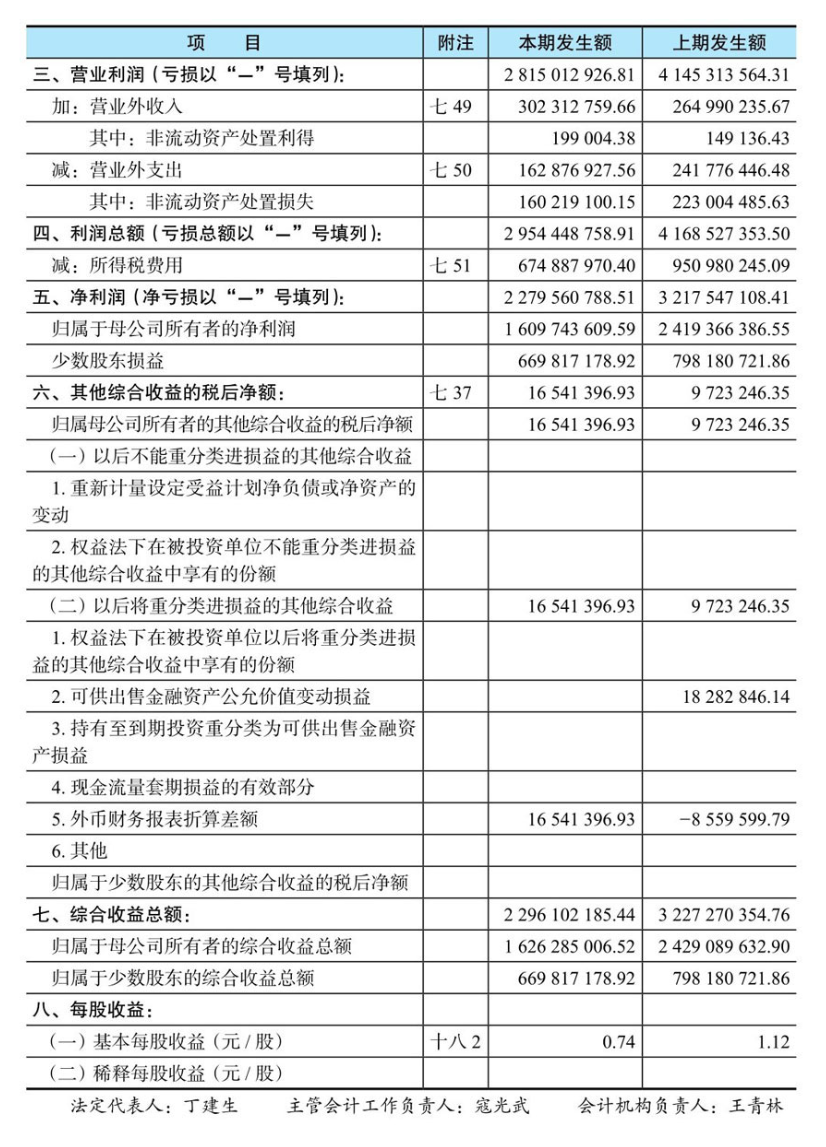 项 目 附注 本期发生额 上期发生额
三、营业利润（亏损以“—”号填列）： 2 815 012 926.81 4 145 313 564.31
加：营业外收入 七 49 302 312 759.66 264 990 235.67
其中：非流动资产处置利得 199 004.38 149 136.43
减：营业外支出 七 50 162 876 927.56 241 776 446.48
其中：非流动资产处置损失 160 219 100.15 223 004 485.63
四、利润总额（亏损总额以“—”号填列）： 2 954 448 758.91 4 168 527 353.50
减：所得税费用 七 51 674 887 970.40 950 980 245.09
五、净利润（净亏损以“—”号填列）： 2 279 560 788.51 3 217 547 108.41
归属于母公司所有者的净利润 1 609 743 609.59 2 419 366 386.55
少数股东损益 669 817 178.92 798 180 721.86
六、其他综合收益的税后净额： 七 37 16 541 396.93 9 723 246.35
归属母公司所有者的其他综合收益的税后净额 16 541 396.93 9 723 246.35
（一）以后不能重分类进损益的其他综合收益
1. 重新计量设定受益计划净负债或净资产的
变动
2. 权益法下在被投资单位不能重分类进损益
的其他综合收益中享有的份额
（二）以后将重分类进损益的其他综合收益 16 541 396.93 9 723 246.35
1. 权益法下在被投资单位以后将重分类进损
益的其他综合收益中享有的份额
2. 可供出售金融资产公允价值变动损益 18 282 846.14
3. 持有至到期投资重分类为可供出售金融资
产损益
4. 现金流量套期损益的有效部分
5. 外币财务报表折算差额 16 541 396.93 −8 559 599.79
6. 其他
归属于少数股东的其他综合收益的税后净额
七、综合收益总额： 2 296 102 185.44 3 227 270 354.76
归属于母公司所有者的综合收益总额 1 626 285 006.52 2 429 089 632.90
归属于少数股东的综合收益总额 669 817 178.92 798 180 721.86
八、每股收益：
（一）基本每股收益（元 / 股） 十八 2 0.74 1.12
（二）稀释每股收益（元 / 股）
法定代表人：丁建生 主管会计工作负责人：寇光武 会计机构负责人：王青林